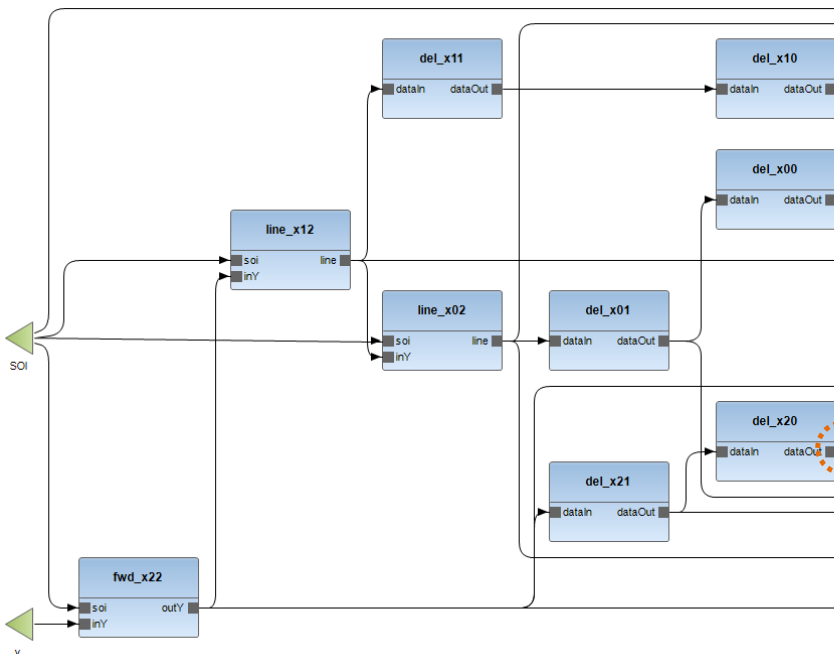 del_x11
dataIn dataOut
del_x10
dataIn dataOut
del_x00
dataIn dataOut
line_x12
soi line
inY
line_x02
soi line
inY
del_x01
dataIn dataOut
SOI
del_x20
dataIn dataOut
del_x21
dataIn dataOut
fwd_x22
soi outY
inY